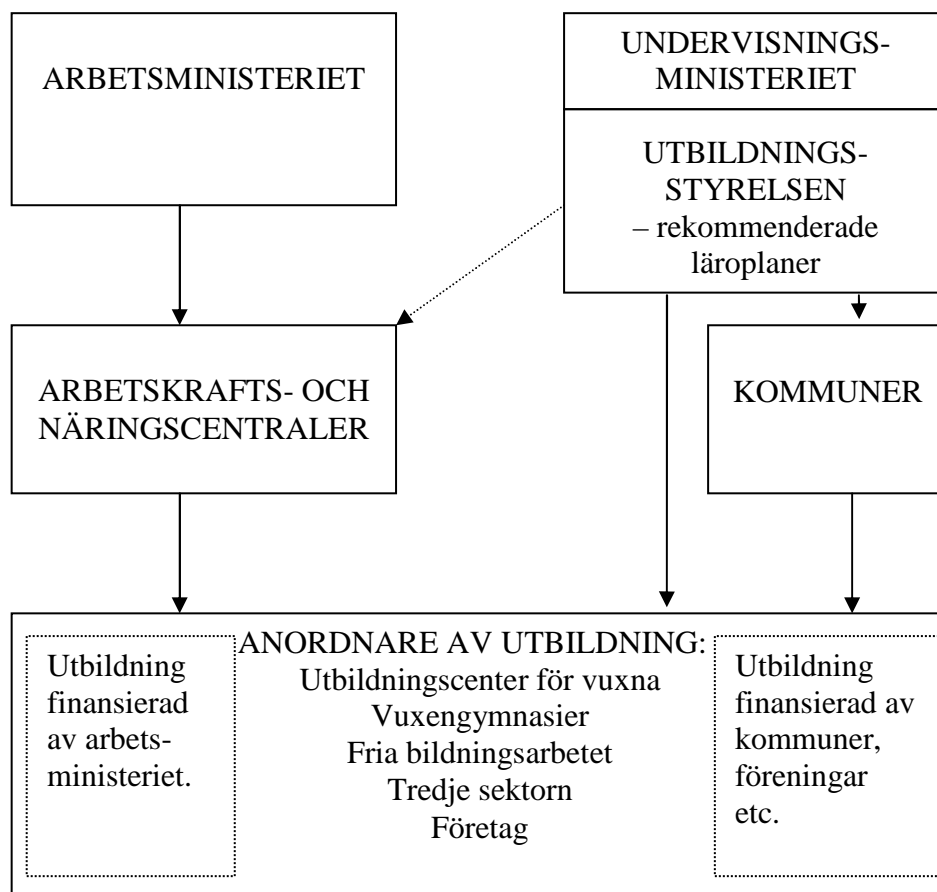 ARBETSMINISTERIET
UNDERVISNINGS-
MINISTERIET
UTBILDNINGS-
STYRELSEN
– rekommenderade
läroplaner
ARBETSKRAFTS- OCH
NÄRINGSCENTRALER
KOMMUNER
ANORDNARE AV UTBILDNING:
Utbildningscenter för vuxna
Vuxengymnasier
Fria bildningsarbetet
Tredje sektorn
Företag
Utbildning
finansierad
av arbets-
ministeriet.
Utbildning
finansierad av
kommuner,
föreningar
etc.